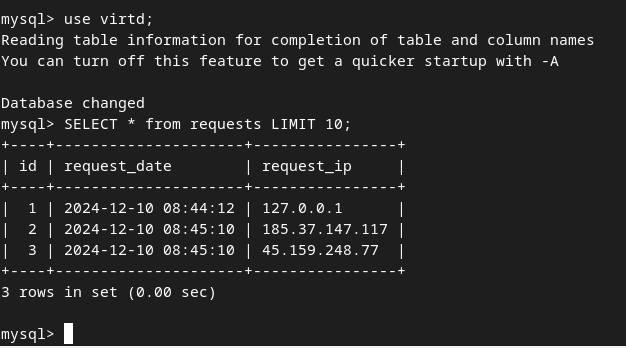 mysql> use virtd;
Reading table information for completion of table and column names
You can turn off this feature to get a quicker startup with -A
Database changed
mysql> SELECT * from requests LIMIT 10;
+----+---------------------+----------------+
| id | request_date        | request_ip     |
+----+---------------------+----------------+
|  1 | 2024-12-10 08:44:12 | 127.0.0.1      |
|  2 | 2024-12-10 08:45:10 | 185.37.147.117 |
|  3 | 2024-12-10 08:45:10 | 45.159.248.77  |
+----+---------------------+----------------+
3 rows in set (0.00 sec)
mysql>